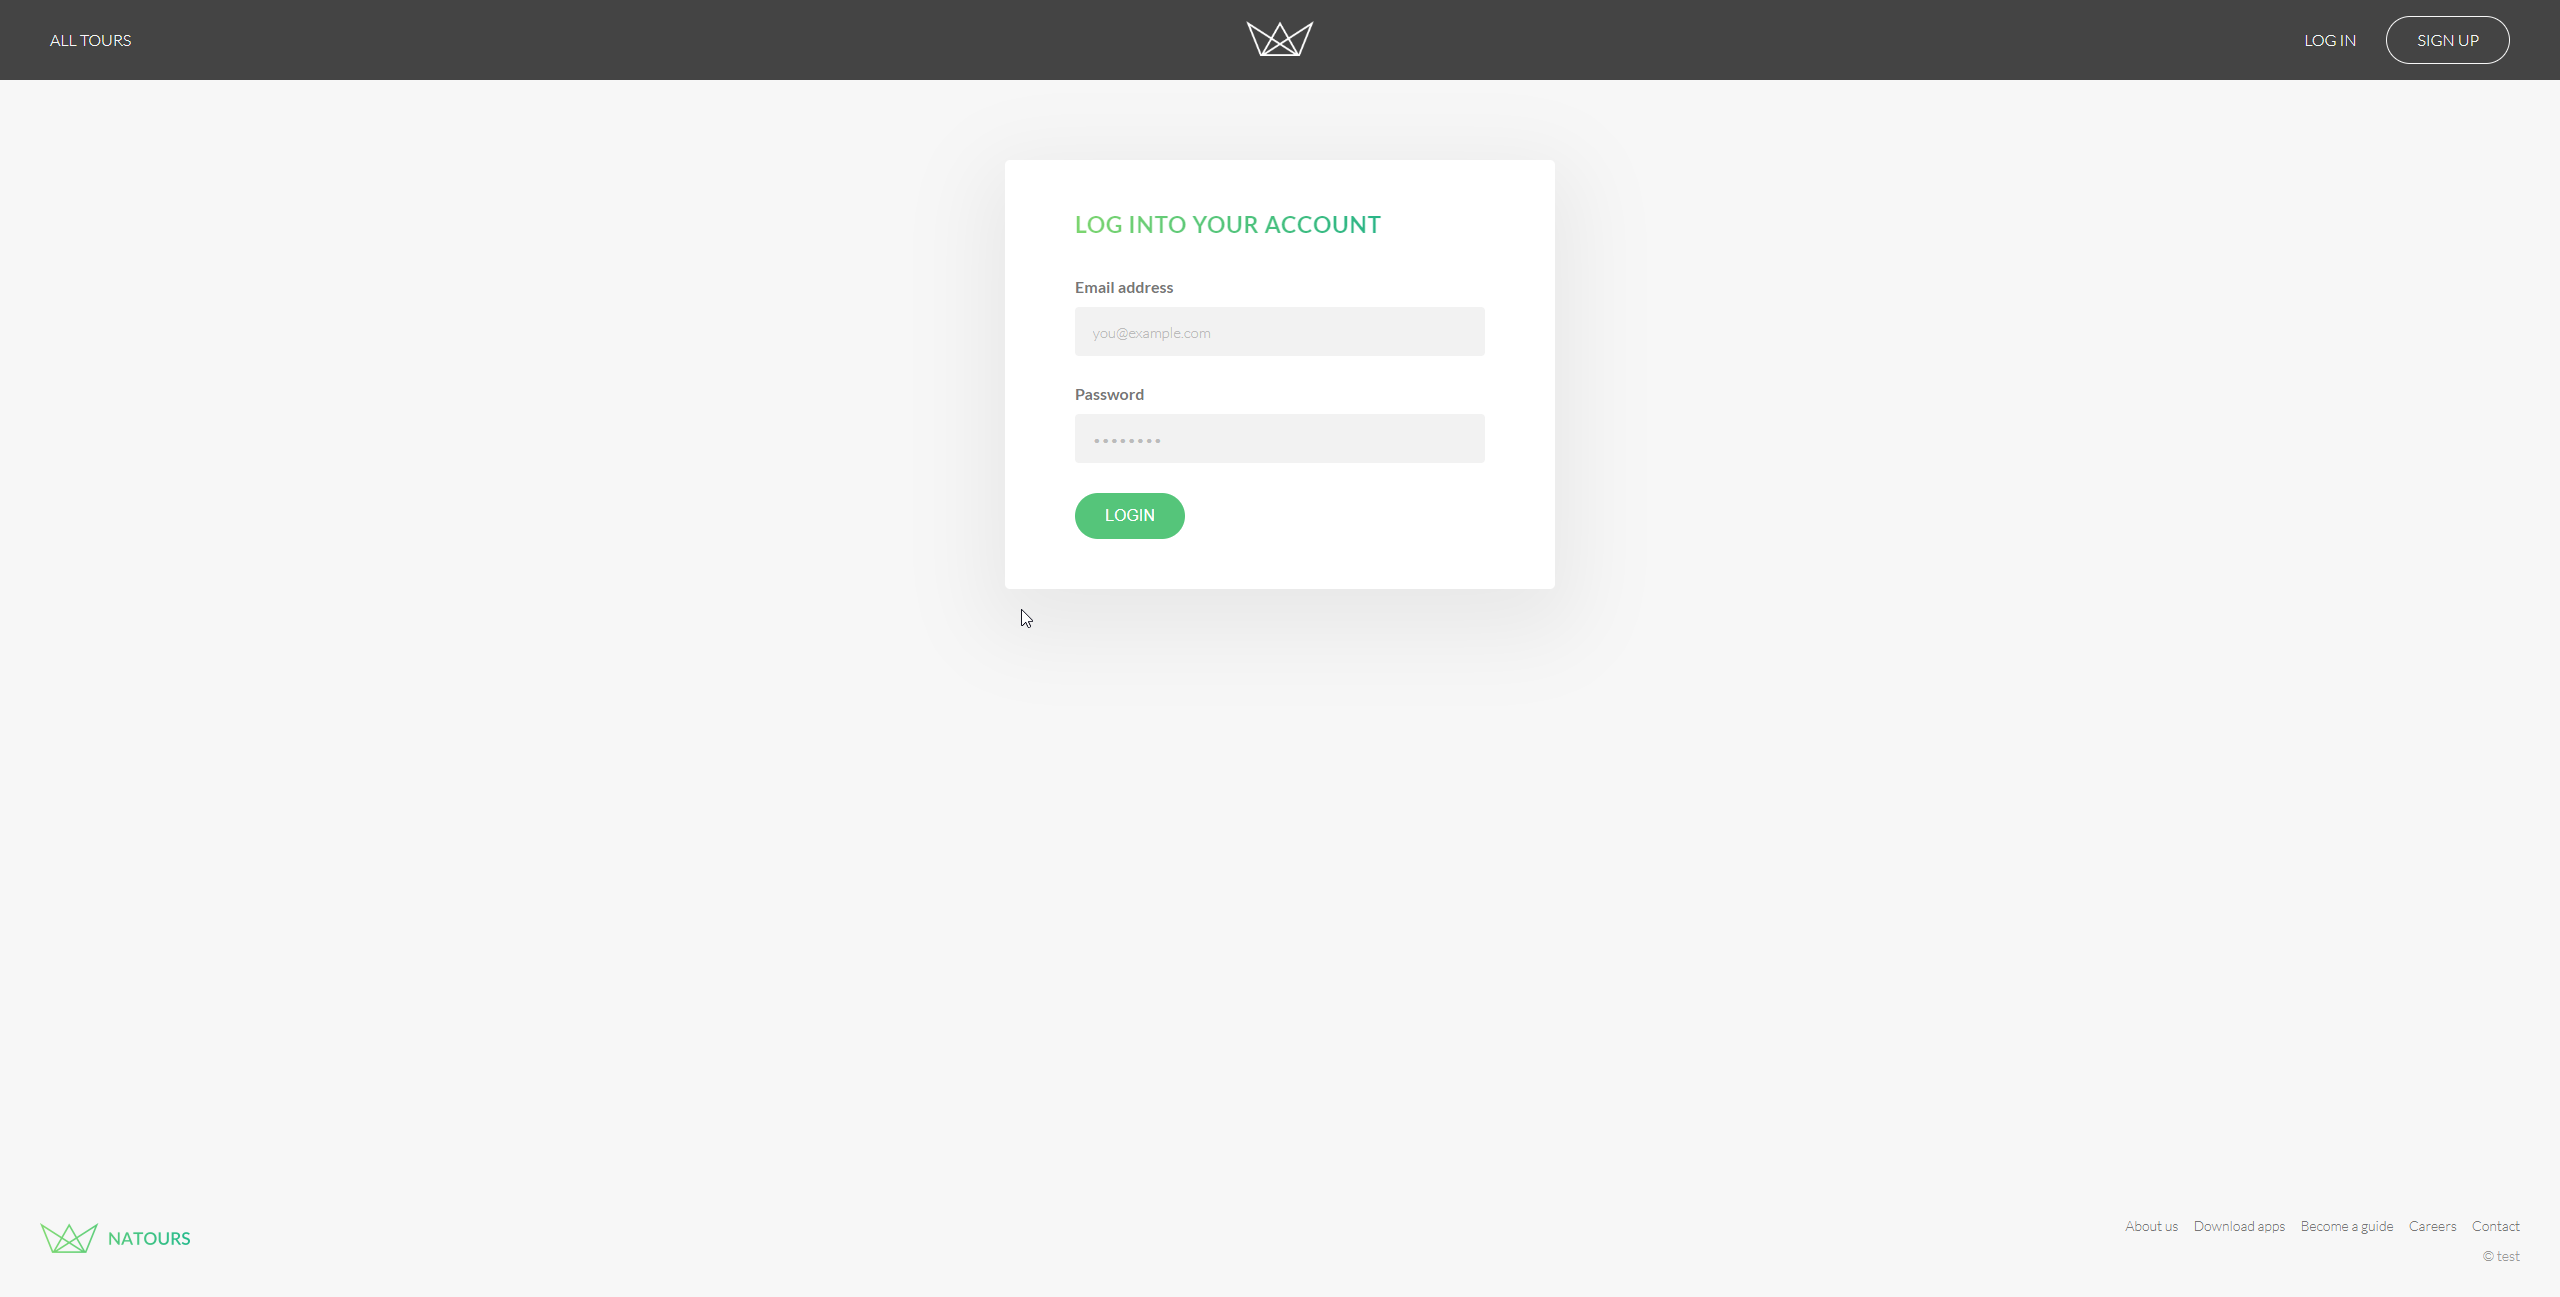 ALL TOURS
LOG IN
SIGN UP
LOG INTO YOUR ACCOUNT
Email address
you@example.com
Password
••••••••
LOGIN
NATOURS
About us Download apps Become a guide Careers Contact
© test